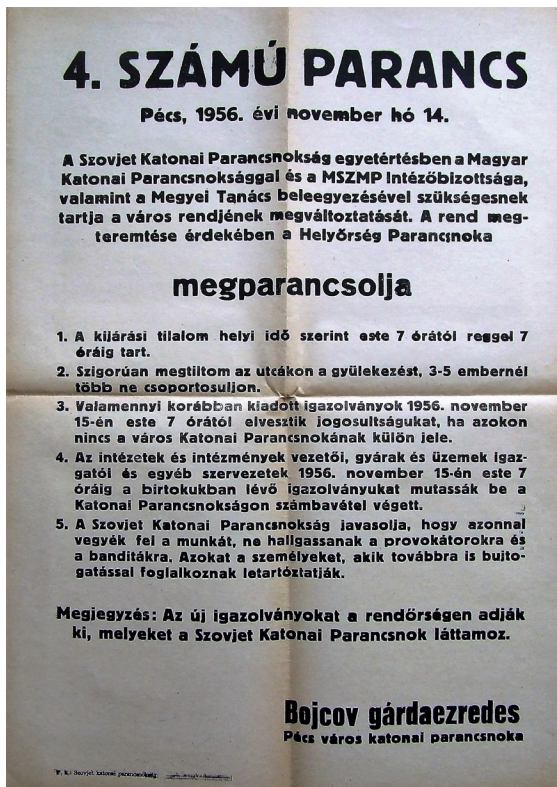 4. SZÁMÚ PARANCS
Pécs, 1956. évi november hó 14.
A Szovjet Katonai Parancsnokság egyetértésben a Magyar
Katonai Parancsnoksággal és a MSZMP Intézőbizottsága,
valamint a Megyei Tanács beleegyezésével szükségesnek
tartja a város rendjének megváltoztatását. A rend meg-
teremtése érdekében a Helyőrség Parancsnoka
megparancsolja
1. A kijárási tilalom helyi idő szerint este 7 órától reggel 7
óráig tart.
2. Szigorúan megtiltom az utcákon a gyülekezést, 3-5 embernél
több ne csoportosuljon.
3. Valamennyi korábban kiadott igazolványok 1956. november
15-én este 7 órától elvesztik jogosultságukat, ha azokon
nincs a város Katonai Parancsnokának külön jele.
4. Az intézetek és intézmények vezetői, gyárak és üzemek igaz-
gatói és egyéb szervezetek 1956. november 15-én este 7
óráig a birtokukban lévő igazolványukat mutassák be a
Katonai Parancsnokságon számbavétel végett.
5. A Szovjet Katonai Parancsnokság javasolja, hogy azonnal
vegyék fel a munkát, ne hallgassanak a provokátorokra és
a banditákra. Azokat a személyeket, akik továbbra is bujto-
gatással foglalkoznak letartóztatják.
Megjegyzés: Az új igazolványokat a rendőrségen adják
ki, melyeket a Szovjet Katonai Parancsnok láttamoz.
Bojcov gárdaezredes
Pécs város katonai parancsnoka
F. k.: Szovjet katonai parancsnokság